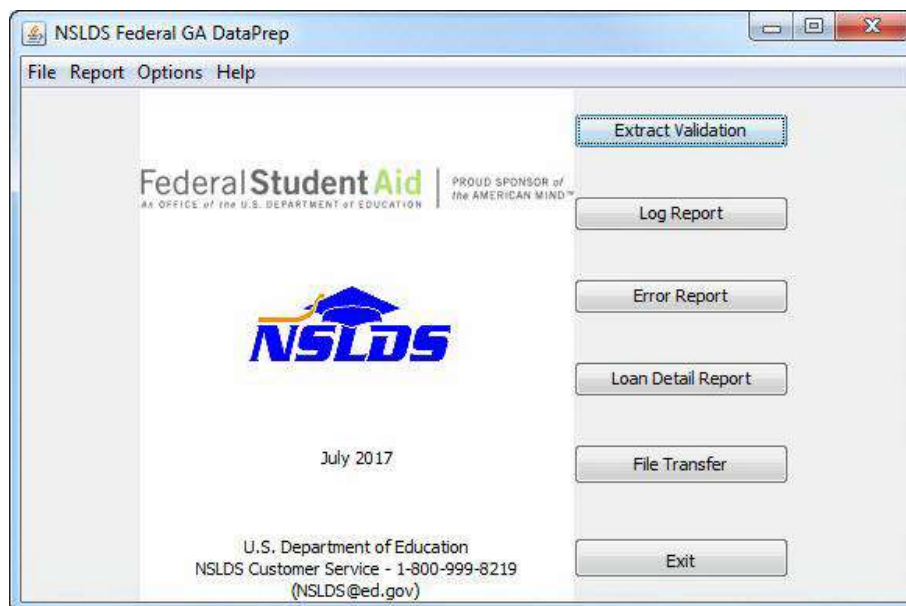 NSLDS Federal GA DataPrep
File Report Options Help
Extract Validation
Federal Student Aid
An OFFICE of the U.S. DEPARTMENT of EDUCATION
PROUD SPONSOR of
the AMERICAN MIND™
Log Report
Error Report
NSLDS
Loan Detail Report
July 2017
File Transfer
U.S. Department of Education
NSLDS Customer Service - 1-800-999-8219
(NSLDS@ed.gov)
Exit